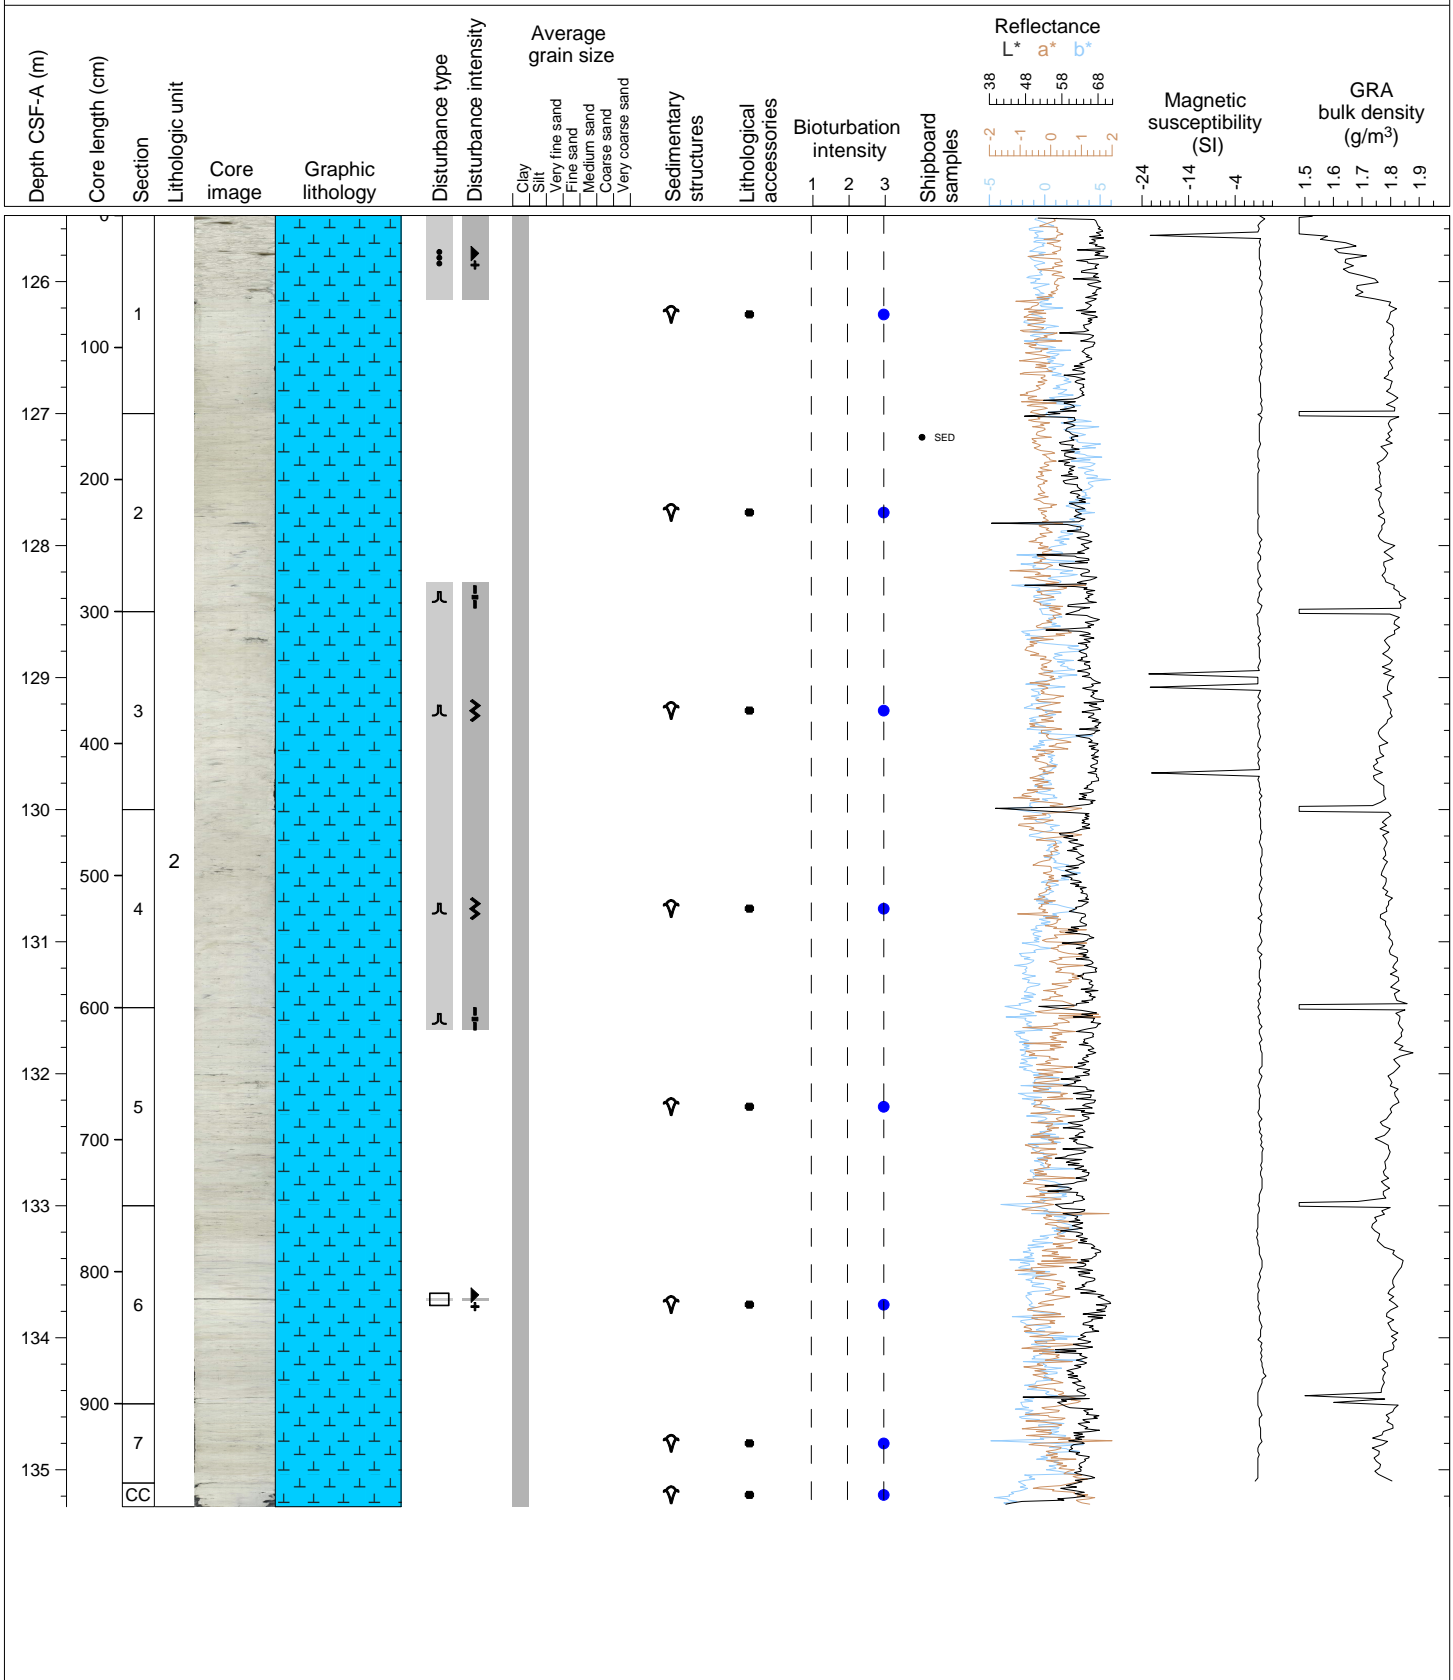 Depth CSF-A (m)
Core length (cm)
Section
Lithologic unit
Core
image
Graphic
lithology
Disturbance type
Disturbance intensity
Average
grain size
Clay
Silt
Very fine sand
Fine sand
Medium sand
Coarse sand
Very coarse sand
Sedimentary
structures
Lithological
accessories
Bioturbation
intensity
1 2 3
Shipboard
samples
Reflectance
L* a* b*
38 48 58 68
-2 -1 0 1 2
-5 0 5
Magnetic
susceptibility
(SI)
-24 -14 -4
GRA
bulk density
(g/m3)
1.5 1.6 1.7 1.8 1.9
0
126
1
100
127
SED
200
2
128
300
129
3
400
130
2
500
4
131
600
132
5
700
133
800
6
134
900
7
135
CC